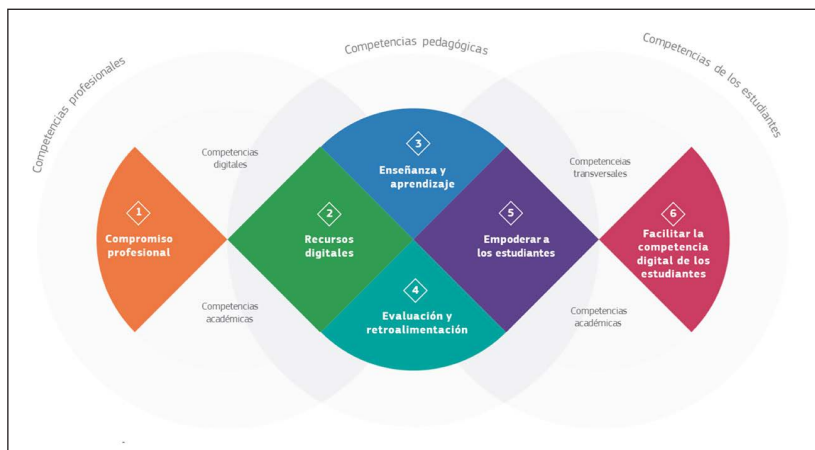 Competencias profesionales
Competencias pedagógicas
Competencias de los estudiantes
Competencias
digitales
Competenceias
transversales
1
Compromiso
profesional
2
Recursos
digitales
3
Enseñanza y
aprendizaje
4
Evaluación y
retroalimentación
5
Empoderar a
los estudiantes
6
Facilitar la
competencia
digital de los
estudiantes
Competencias
académicas
Competencias
académicas